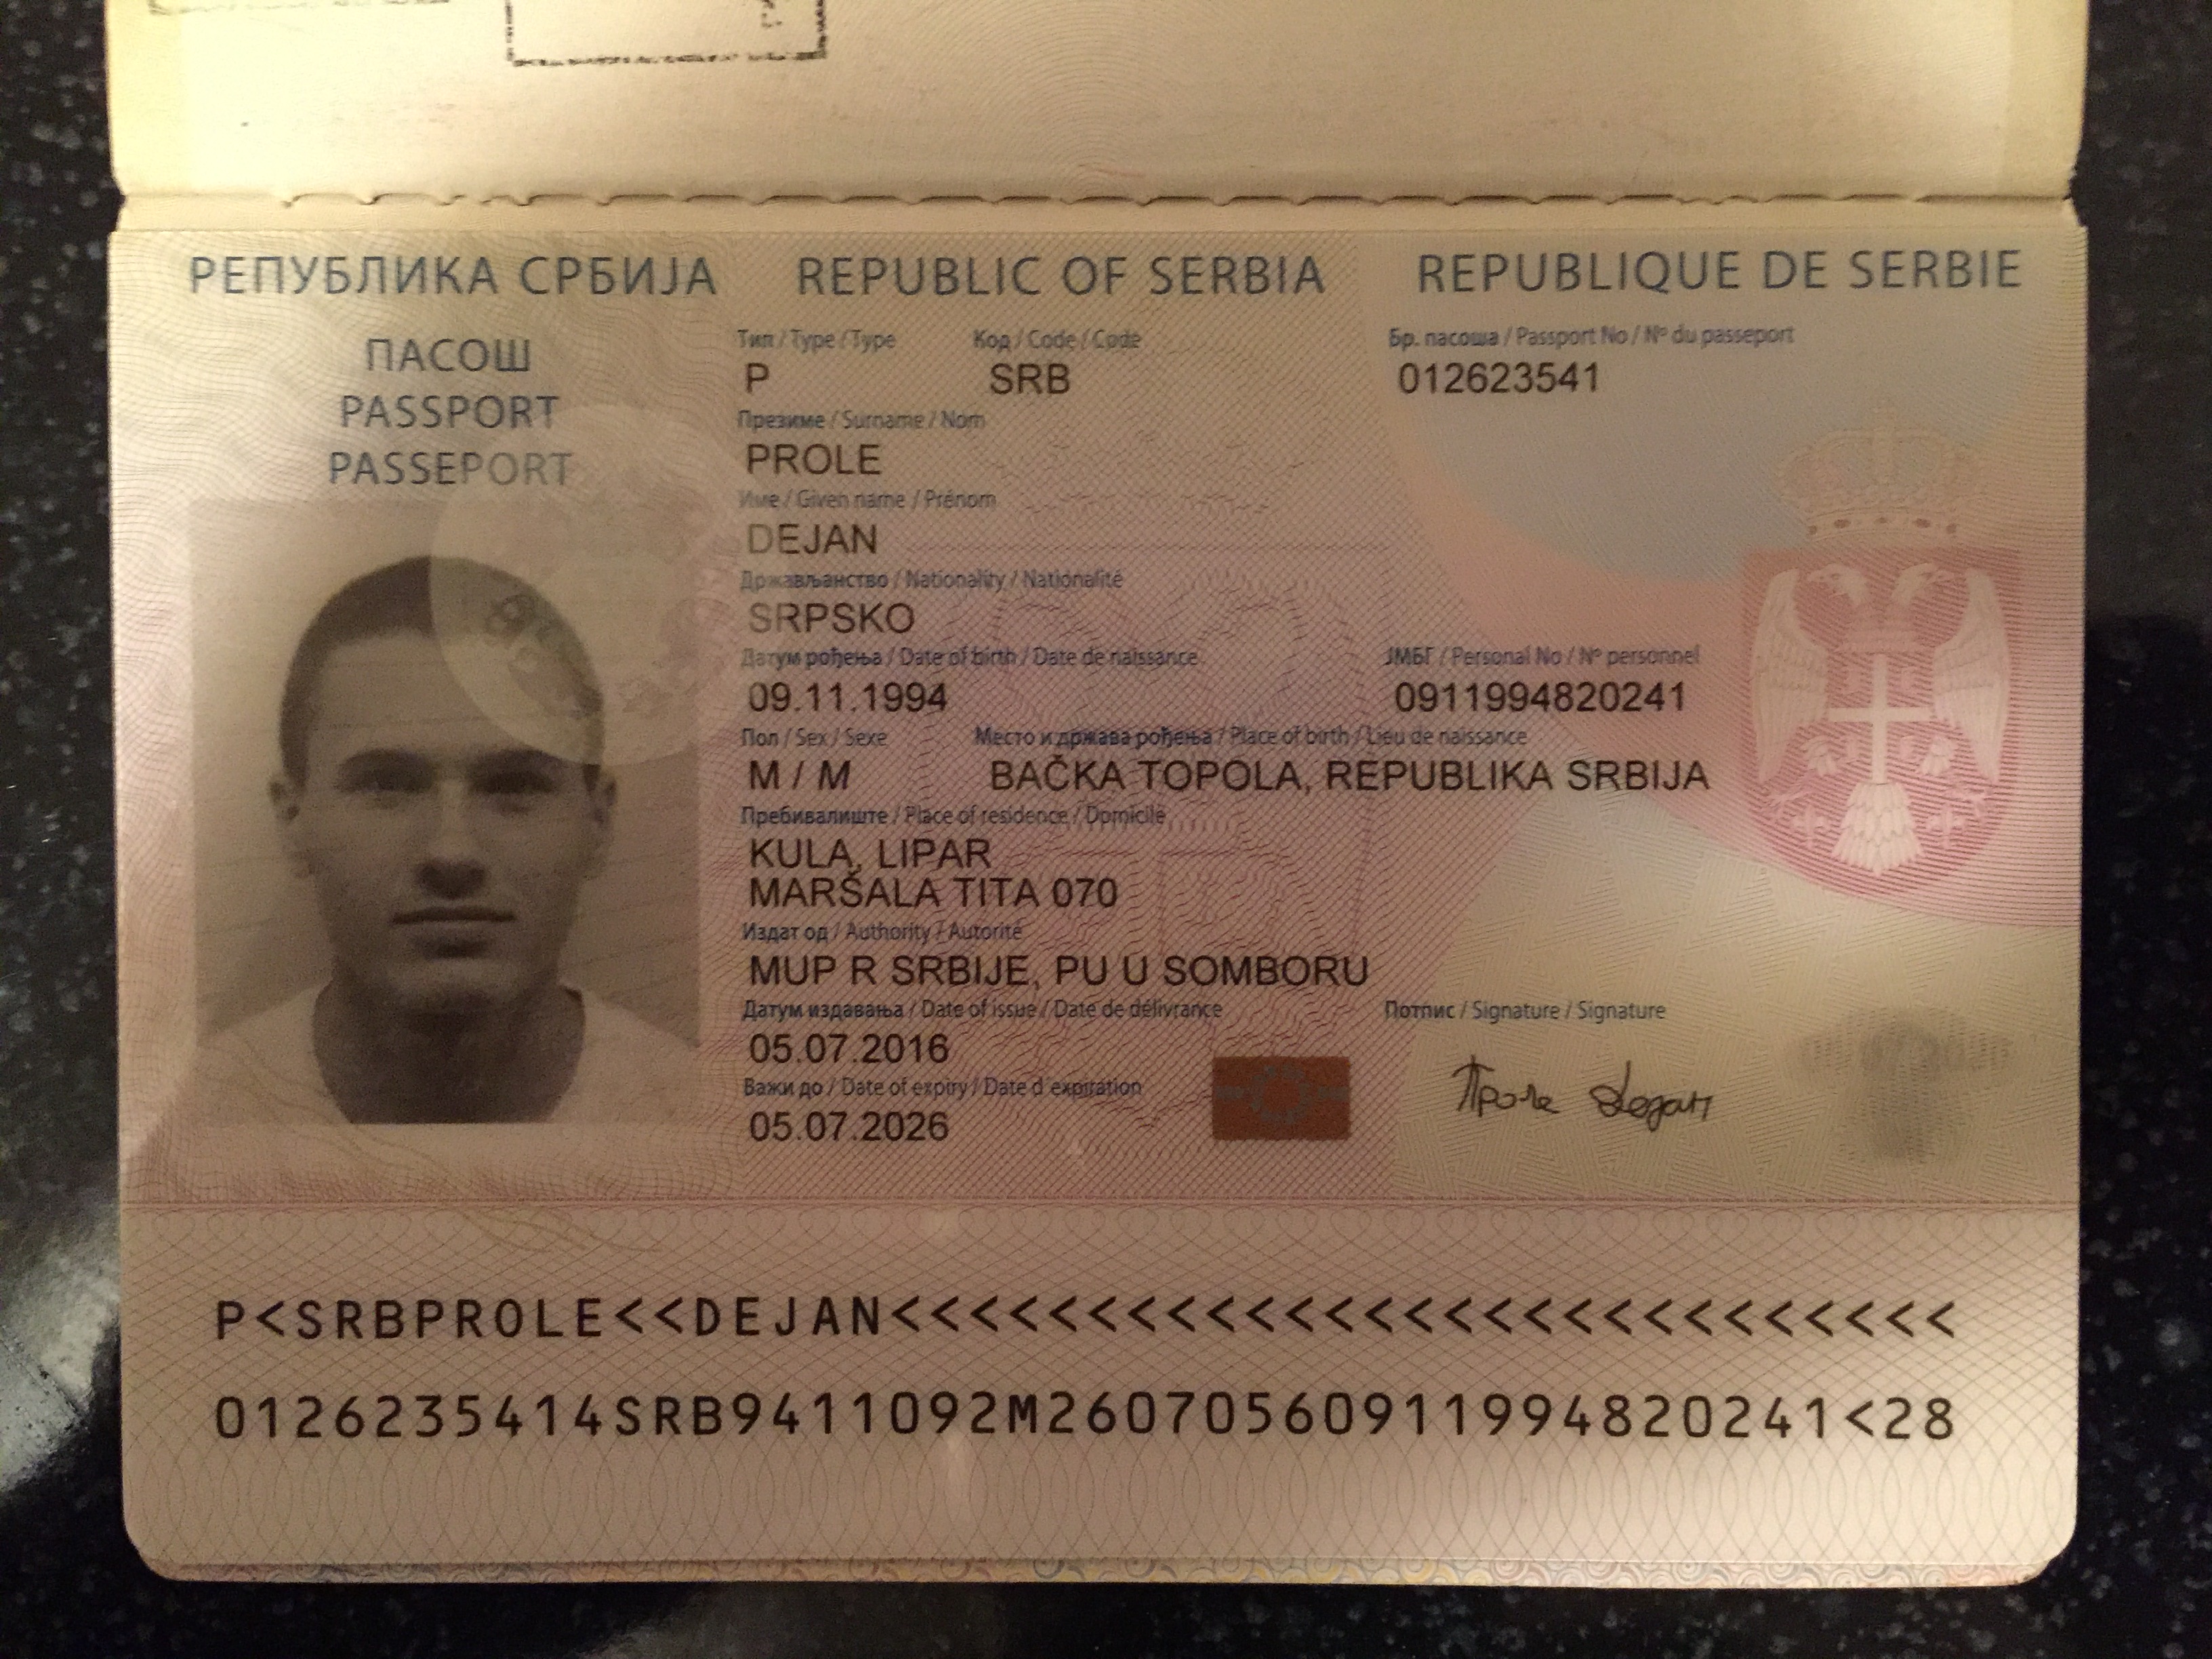 РЕПУБЛИКА СРБИЈА REPUBLIC OF SERBIA REPUBLIQUE DE SERBIE
ПАСОШ
PASSPORT
PASSEPORT
Тип / Type / Type Код / Code / Code Бр. пасоша / Passport No / Nº du passeport
P SRB 012623541
Презиме / Surname / Nom
PROLE
Име / Given name / Prénom
DEJAN
Држављанство / Nationality / Nationalité
SRPSKO
Датум рођења / Date of birth / Date de naissance ЈМБГ / Personal No / Nº personnel
09.11.1994 0911994820241
Пол / Sex / Sexe Место и држава рођења / Place of birth / Lieu de naissance
M / M BAČKA TOPOLA, REPUBLIKA SRBIJA
Пребивалиште / Place of residence / Domicile
KULA, LIPAR
MARŠALA TITA 070
Издат од / Authority / Autorité
MUP R SRBIJE, PU U SOMBORU
Датум издавања / Date of issue / Date de délivrance Потпис / Signature / Signature
05.07.2016
Важи до / Date of expiry / Date d expiration
05.07.2026
Проле Дејан
P<SRBPROLE<<DEJAN<<<<<<<<<<<<<<<<<<<<<<<<<<<
0126235414SRB9411092M26070560911994820241<28